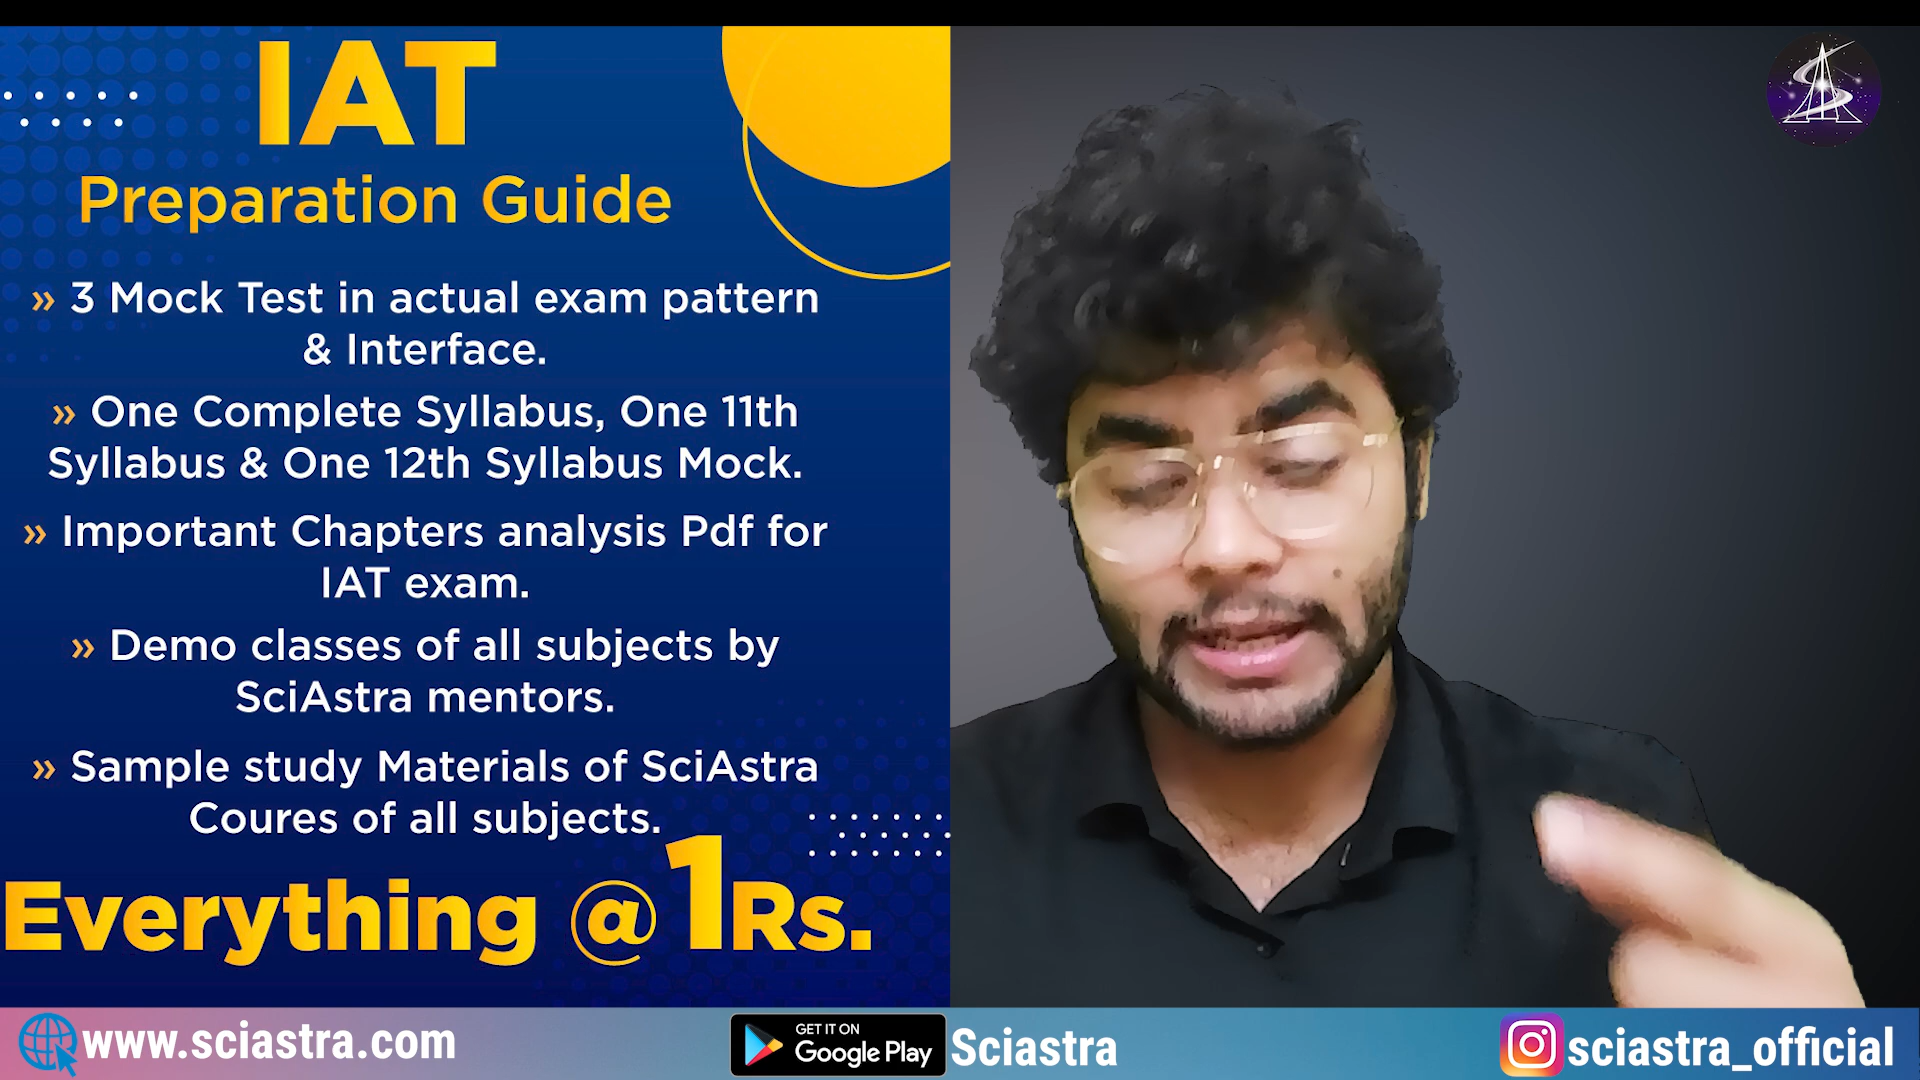 IAT
Preparation Guide
» 3 Mock Test in actual exam pattern
& Interface.
» One Complete Syllabus, One 11th
Syllabus & One 12th Syllabus Mock.
» Important Chapters analysis Pdf for
IAT exam.
» Demo classes of all subjects by
SciAstra mentors.
» Sample study Materials of SciAstra
Coures of all subjects.
Everything @ 1Rs.
www.sciastra.com
GET IT ON
Google Play
Sciastra
sciastra_official